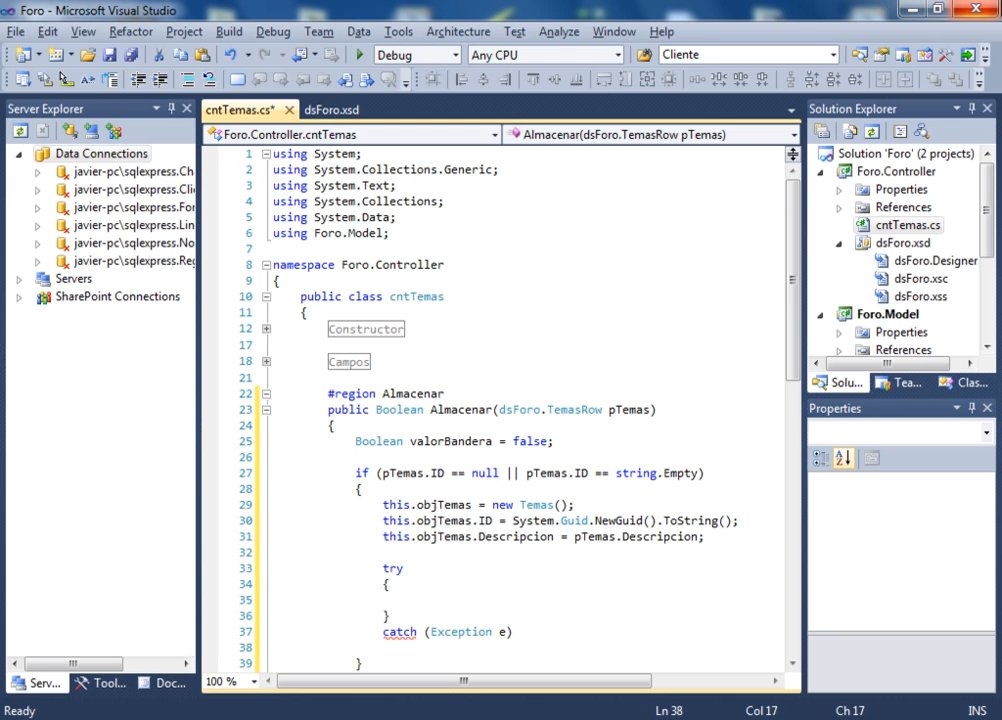 Foro - Microsoft Visual Studio
File Edit View Refactor Project Build Debug Team Data Tools Architecture Test Analyze Window Help
Debug Any CPU Cliente
Server Explorer
Data Connections
javier-pc\sqlexpress.Ch
javier-pc\sqlexpress.Cli
javier-pc\sqlexpress.For
javier-pc\sqlexpress.Lin
javier-pc\sqlexpress.No
javier-pc\sqlexpress.Reg
Servers
SharePoint Connections
Serv... Tool... Doc...
cntTemas.cs* dsForo.xsd
Foro.Controller.cntTemas Almacenar(dsForo.TemasRow pTemas)
1 using System;
2 using System.Collections.Generic;
3 using System.Text;
4 using System.Collections;
5 using System.Data;
6 using Foro.Model;
7
8 namespace Foro.Controller
9 {
10 public class cntTemas
11 {
12 Constructor
17
18 Campos
21
22 #region Almacenar
23 public Boolean Almacenar(dsForo.TemasRow pTemas)
24 {
25 Boolean valorBandera = false;
26
27 if (pTemas.ID == null || pTemas.ID == string.Empty)
28 {
29 this.objTemas = new Temas();
30 this.objTemas.ID = System.Guid.NewGuid().ToString();
31 this.objTemas.Descripcion = pTemas.Descripcion;
32
33 try
34 {
35
36 }
37 catch (Exception e)
38
39 }
100 %
Solution Explorer
Solution 'Foro' (2 projects)
Foro.Controller
Properties
References
cntTemas.cs
dsForo.xsd
dsForo.Designer
dsForo.xsc
dsForo.xss
Foro.Model
Properties
References
Solu... Tea... Clas...
Properties
Ready Ln 38 Col 17 Ch 17 INS